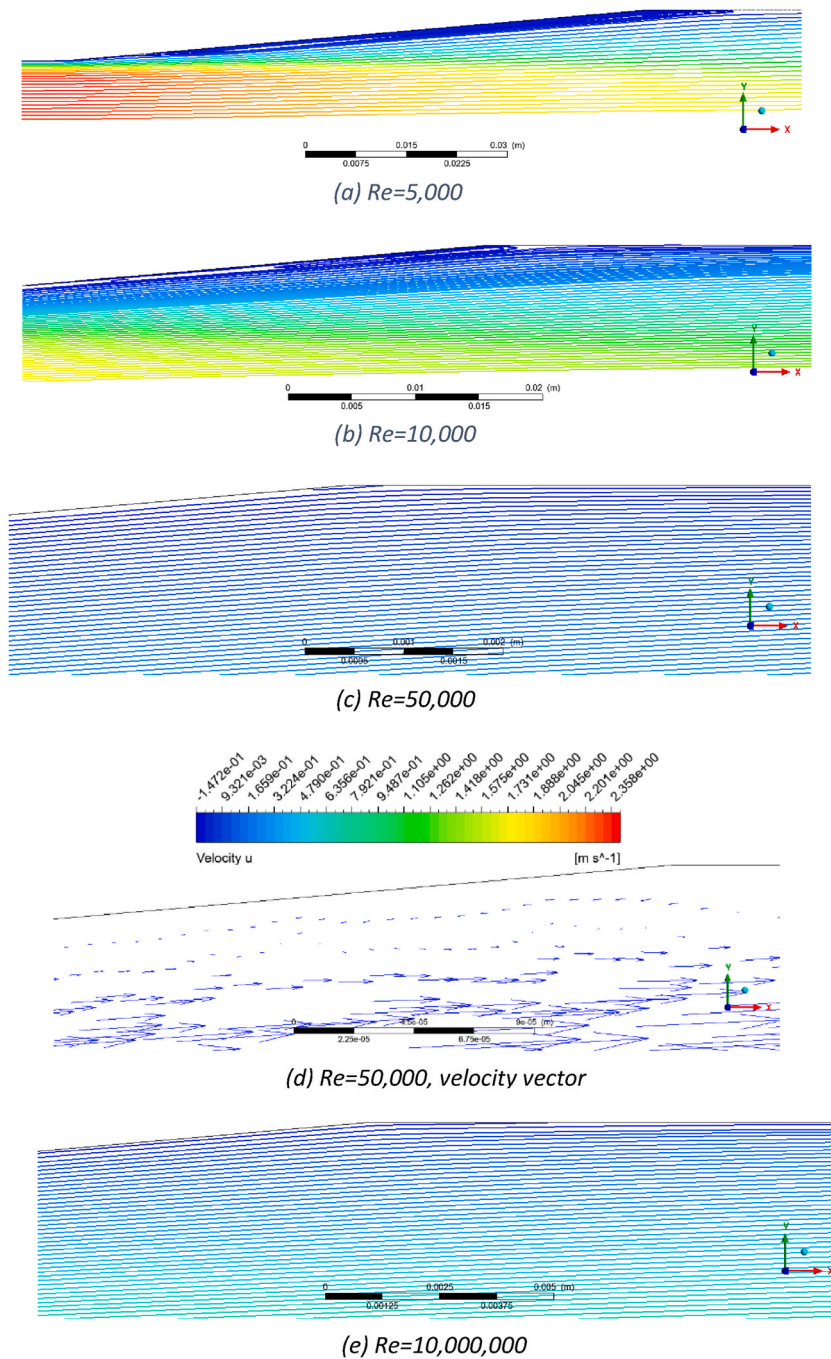 Y
X
0 0.015 0.03 (m)
0.0075 0.0225
(a) Re=5,000
Y
X
0 0.01 0.02 (m)
0.005 0.015
(b) Re=10,000
Y
X
0 0.001 0.002 (m)
0.0005 0.0015
(c) Re=50,000
-1.472e-01 9.321e-03 1.659e-01 3.224e-01 4.790e-01 6.356e-01 7.921e-01 9.487e-01 1.105e+00 1.262e+00 1.418e+00 1.575e+00 1.731e+00 1.888e+00 2.045e+00 2.201e+00 2.358e+00
Velocity u [m s^-1]
Y
X
0 4.5e-05 9e-05 (m)
2.25e-05 6.75e-05
(d) Re=50,000, velocity vector
Y
X
0 0.0025 0.005 (m)
0.00125 0.00375
(e) Re=10,000,000